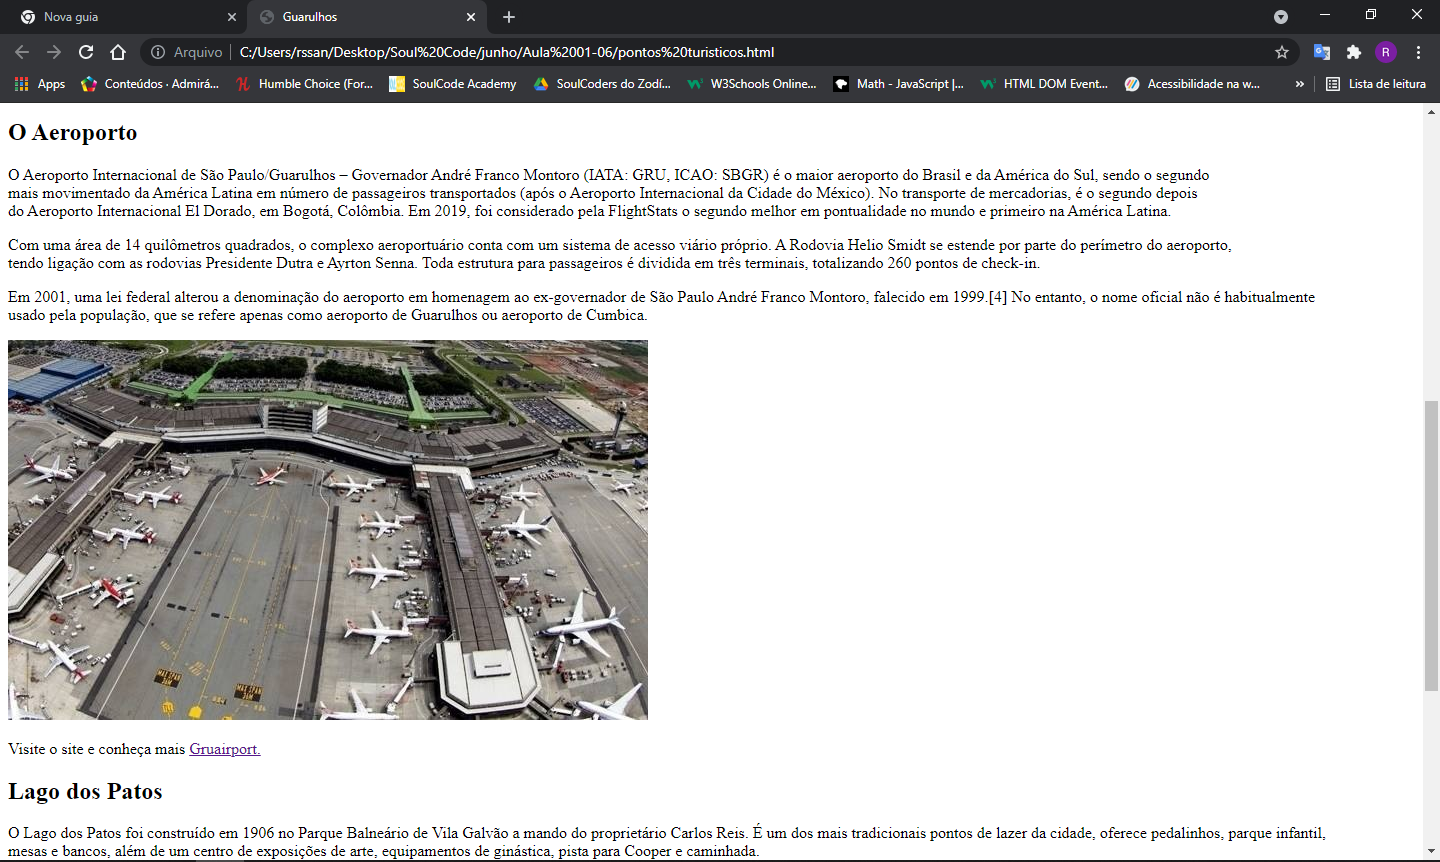 Nova guia
Guarulhos
Arquivo
C:/Users/rssan/Desktop/Soul%20Code/junho/Aula%2001-06/pontos%20turisticos.html
R
Apps
Conteúdos · Admirá...
Humble Choice (For...
SoulCode Academy
SoulCoders do Zodí...
W3Schools Online...
Math - JavaScript |...
HTML DOM Event...
Acessibilidade na w...
»
Lista de leitura
O Aeroporto
O Aeroporto Internacional de São Paulo/Guarulhos – Governador André Franco Montoro (IATA: GRU, ICAO: SBGR) é o maior aeroporto do Brasil e da América do Sul, sendo o segundo
mais movimentado da América Latina em número de passageiros transportados (após o Aeroporto Internacional da Cidade do México). No transporte de mercadorias, é o segundo depois
do Aeroporto Internacional El Dorado, em Bogotá, Colômbia. Em 2019, foi considerado pela FlightStats o segundo melhor em pontualidade no mundo e primeiro na América Latina.
Com uma área de 14 quilômetros quadrados, o complexo aeroportuário conta com um sistema de acesso viário próprio. A Rodovia Helio Smidt se estende por parte do perímetro do aeroporto,
tendo ligação com as rodovias Presidente Dutra e Ayrton Senna. Toda estrutura para passageiros é dividida em três terminais, totalizando 260 pontos de check-in.
Em 2001, uma lei federal alterou a denominação do aeroporto em homenagem ao ex-governador de São Paulo André Franco Montoro, falecido em 1999.[4] No entanto, o nome oficial não é habitualmente
usado pela população, que se refere apenas como aeroporto de Guarulhos ou aeroporto de Cumbica.
MAX SPAN
36M
MAX SPAN
36M
Visite o site e conheça mais Gruairport.
Lago dos Patos
O Lago dos Patos foi construído em 1906 no Parque Balneário de Vila Galvão a mando do proprietário Carlos Reis. É um dos mais tradicionais pontos de lazer da cidade, oferece pedalinhos, parque infantil,
mesas e bancos, além de um centro de exposições de arte, equipamentos de ginástica, pista para Cooper e caminhada.